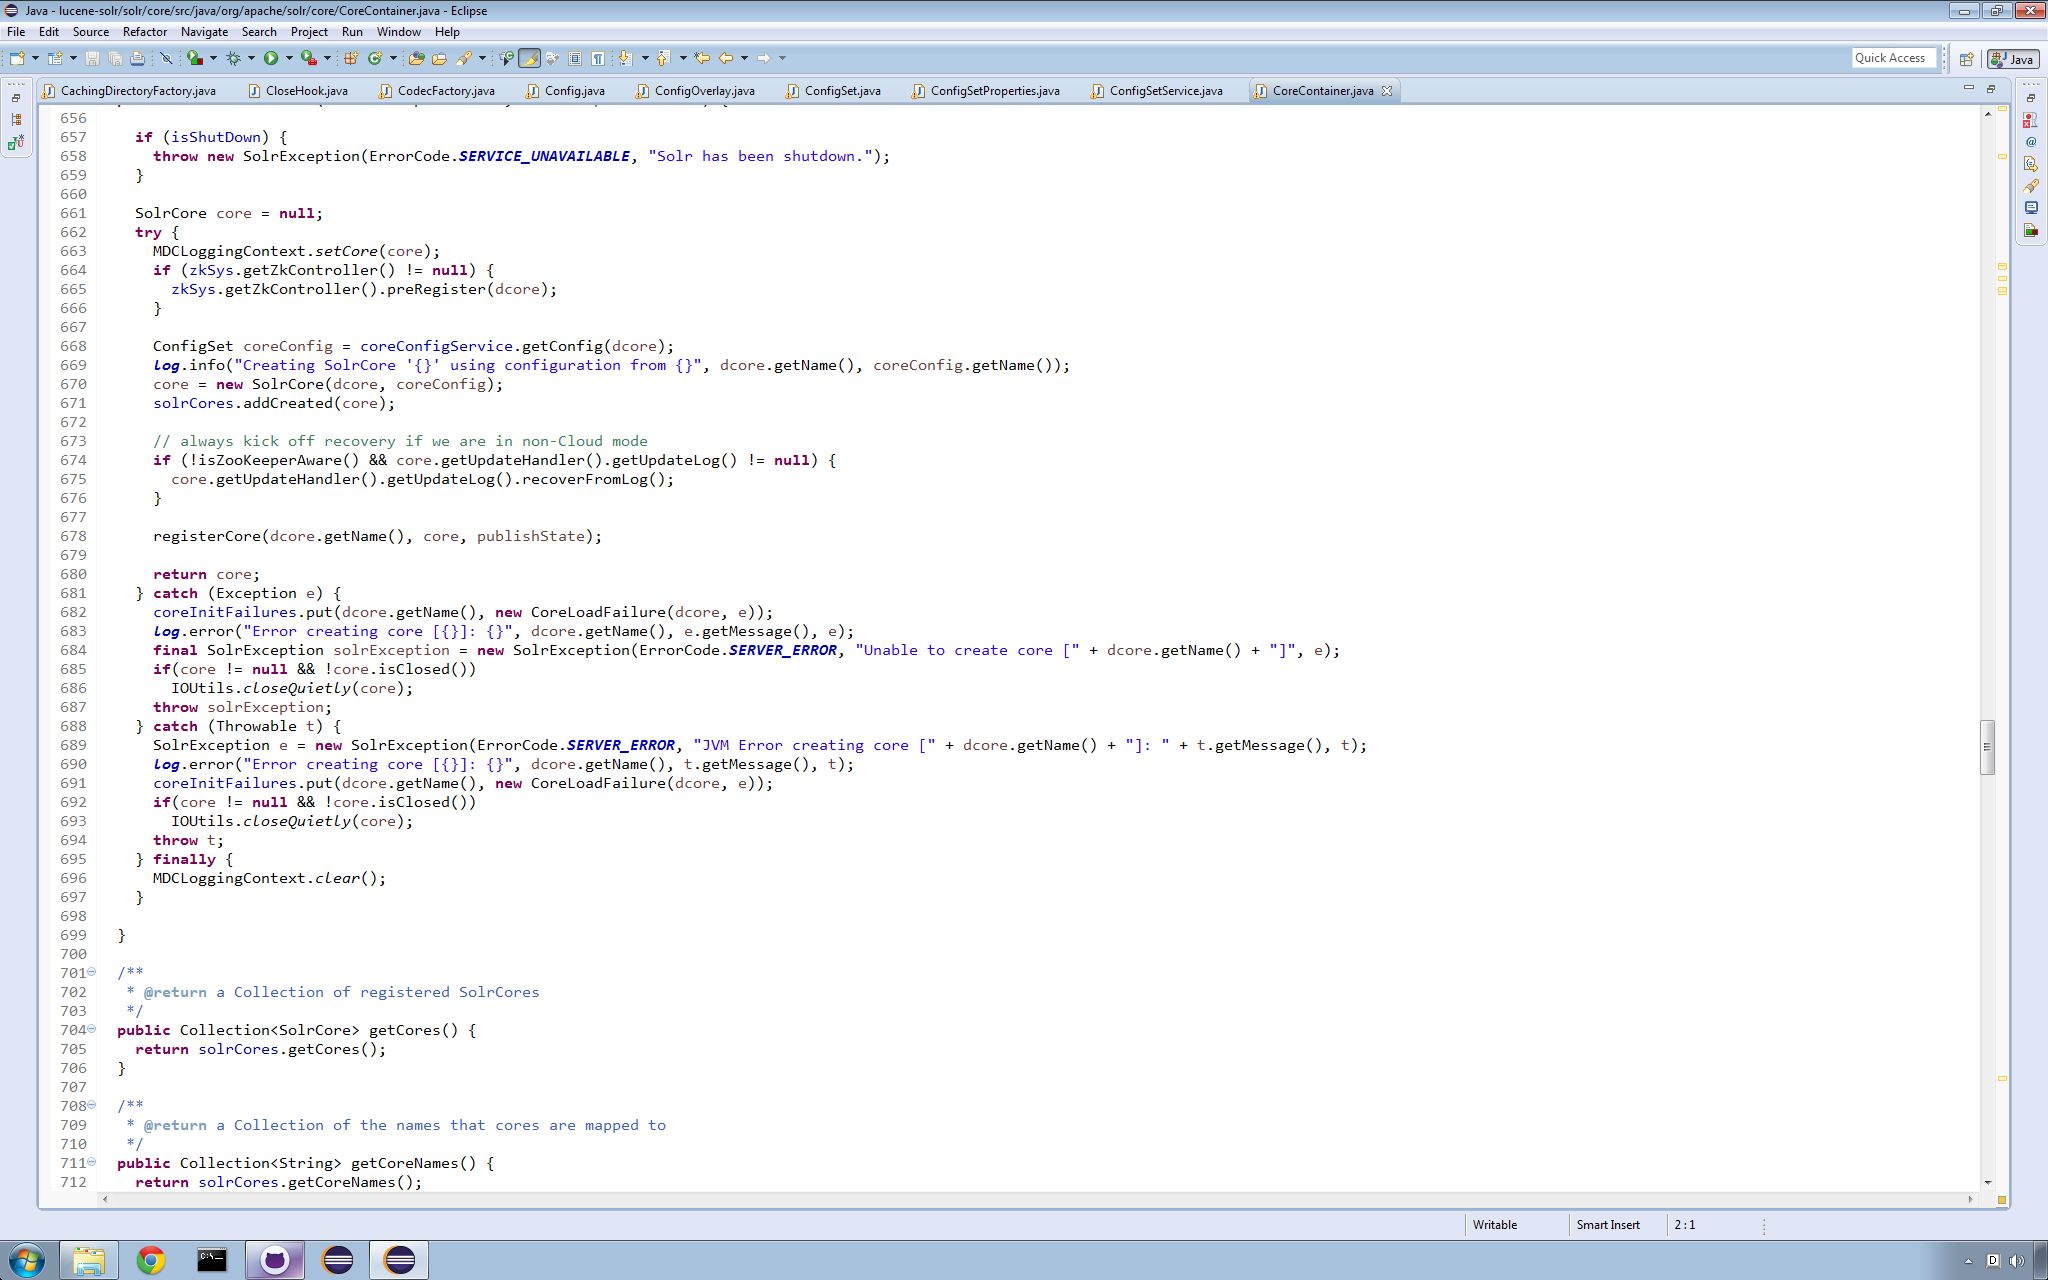 Java - lucene-solr/solr/core/src/java/org/apache/solr/core/CoreContainer.java - Eclipse
File Edit Source Refactor Navigate Search Project Run Window Help
Quick Access Java
CachingDirectoryFactory.java CloseHook.java CodecFactory.java Config.java ConfigOverlay.java ConfigSet.java ConfigSetProperties.java ConfigSetService.java CoreContainer.java
656
657 if (isShutDown) {
658 throw new SolrException(ErrorCode.SERVICE_UNAVAILABLE, "Solr has been shutdown.");
659 }
660
661 SolrCore core = null;
662 try {
663 MDCLoggingContext.setCore(core);
664 if (zkSys.getZkController() != null) {
665 zkSys.getZkController().preRegister(dcore);
666 }
667
668 ConfigSet coreConfig = coreConfigService.getConfig(dcore);
669 log.info("Creating SolrCore '{}' using configuration from {}", dcore.getName(), coreConfig.getName());
670 core = new SolrCore(dcore, coreConfig);
671 solrCores.addCreated(core);
672
673 // always kick off recovery if we are in non-Cloud mode
674 if (!isZooKeeperAware() && core.getUpdateHandler().getUpdateLog() != null) {
675 core.getUpdateHandler().getUpdateLog().recoverFromLog();
676 }
677
678 registerCore(dcore.getName(), core, publishState);
679
680 return core;
681 } catch (Exception e) {
682 coreInitFailures.put(dcore.getName(), new CoreLoadFailure(dcore, e));
683 log.error("Error creating core [{}]: {}", dcore.getName(), e.getMessage(), e);
684 final SolrException solrException = new SolrException(ErrorCode.SERVER_ERROR, "Unable to create core [" + dcore.getName() + "]", e);
685 if(core != null && !core.isClosed())
686 IOUtils.closeQuietly(core);
687 throw solrException;
688 } catch (Throwable t) {
689 SolrException e = new SolrException(ErrorCode.SERVER_ERROR, "JVM Error creating core [" + dcore.getName() + "]: " + t.getMessage(), t);
690 log.error("Error creating core [{}]: {}", dcore.getName(), t.getMessage(), t);
691 coreInitFailures.put(dcore.getName(), new CoreLoadFailure(dcore, e));
692 if(core != null && !core.isClosed())
693 IOUtils.closeQuietly(core);
694 throw t;
695 } finally {
696 MDCLoggingContext.clear();
697 }
698
699 }
700
701 /**
702 * @return a Collection of registered SolrCores
703 */
704 public Collection<SolrCore> getCores() {
705 return solrCores.getCores();
706 }
707
708 /**
709 * @return a Collection of the names that cores are mapped to
710 */
711 public Collection<String> getCoreNames() {
712 return solrCores.getCoreNames();
Writable Smart Insert 2 : 1